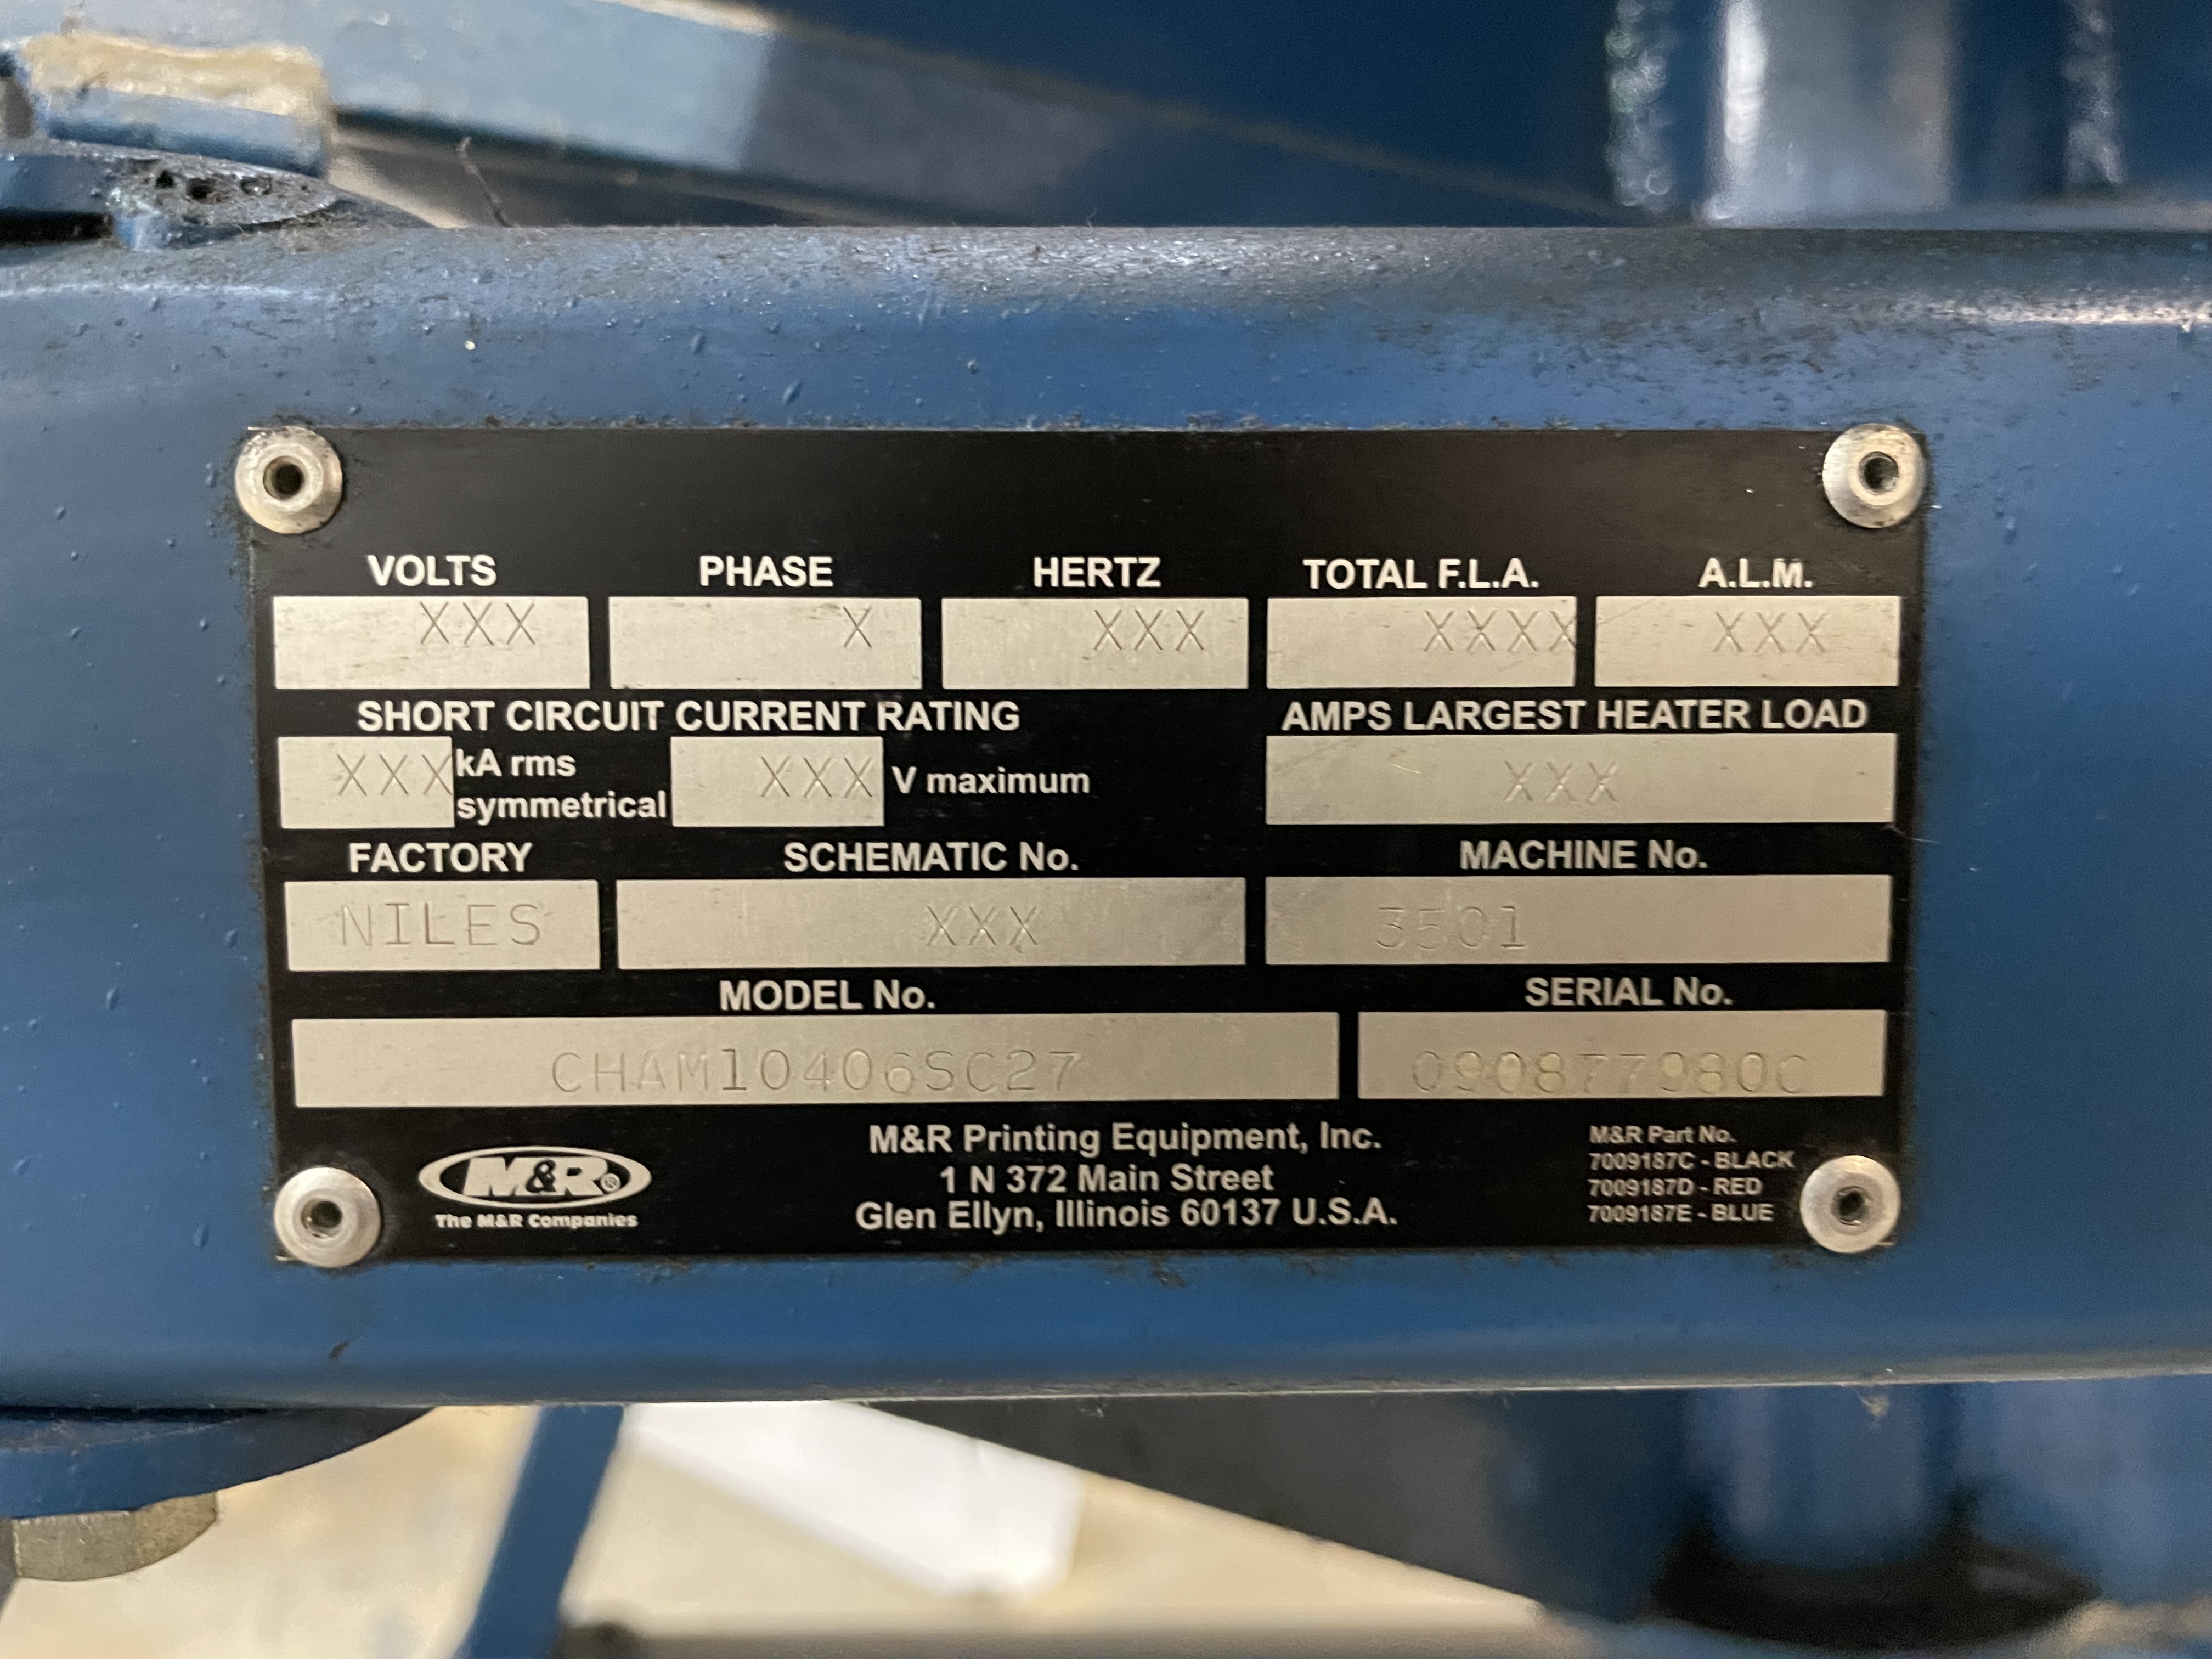 VOLTS PHASE HERTZ TOTAL F.L.A. A.L.M.
XXX X XXX XXXX XXX
SHORT CIRCUIT CURRENT RATING AMPS LARGEST HEATER LOAD
XXX kA rms symmetrical XXX V maximum XXX
FACTORY SCHEMATIC No. MACHINE No.
NILES XXX 3501
MODEL No. SERIAL No.
CHAM10406SC27 090877980C
M&R®
The M&R Companies
M&R Printing Equipment, Inc.
1 N 372 Main Street
Glen Ellyn, Illinois 60137 U.S.A.
M&R Part No.
7009187C - BLACK
7009187D - RED
7009187E - BLUE